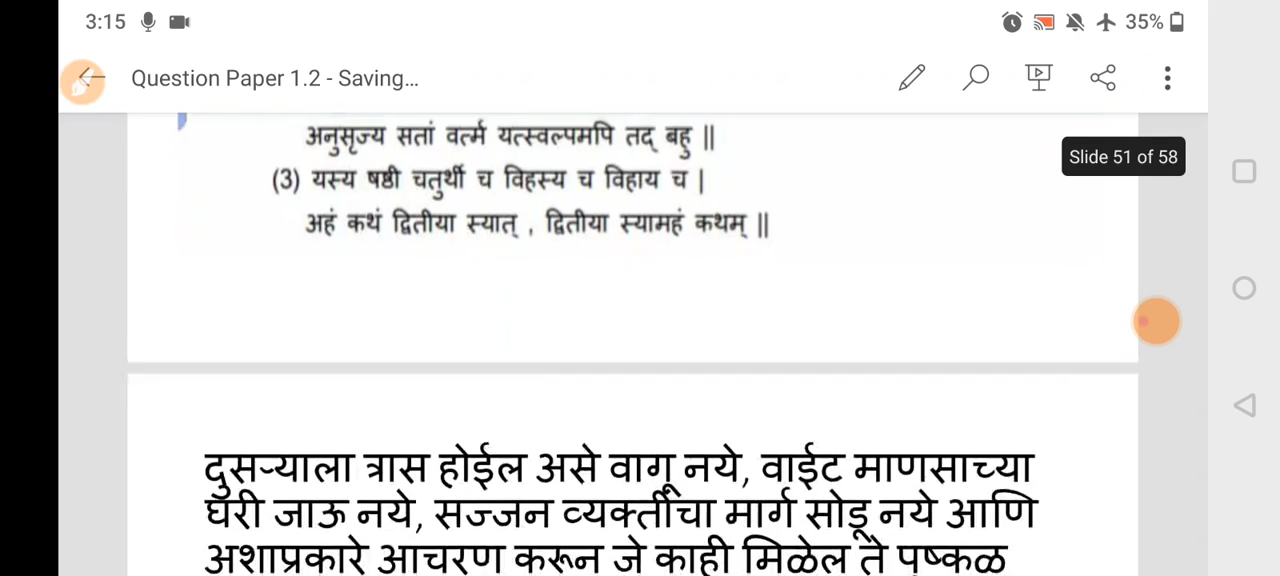 3:15
35%
Question Paper 1.2 - Saving...
Slide 51 of 58
अनुसृज्य सतां वर्त्म यत्स्वल्पमपि तद् बहु ||
(3) यस्य षष्ठी चतुर्थी च विहस्य च विहाय च |
अहं कथं द्वितीया स्यात् , द्वितीया स्यामहं कथम् ||
दुसऱ्याला त्रास होईल असे वागू नये, वाईट माणसाच्या
घरी जाऊ नये, सज्जन व्यक्तींचा मार्ग सोडू नये आणि
अशाप्रकारे आचरण करून जे काही मिळेल ते पुष्कळ